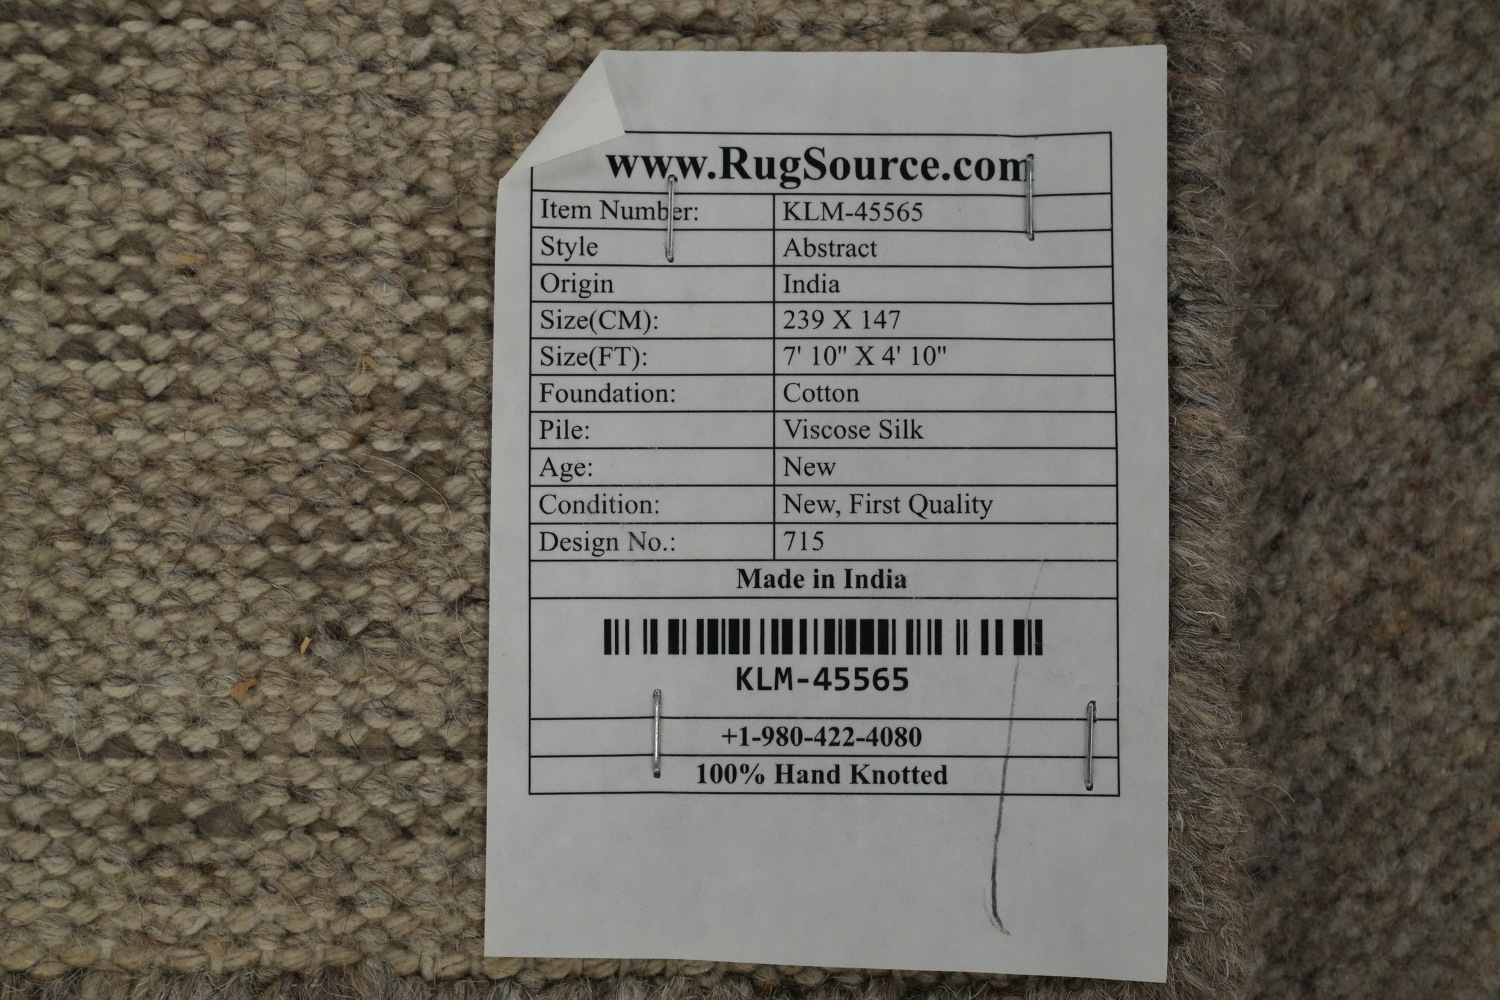 www.RugSource.com
Item Number: KLM-45565
Style Abstract
Origin India
Size(CM): 239 X 147
Size(FT): 7' 10" X 4' 10"
Foundation: Cotton
Pile: Viscose Silk
Age: New
Condition: New, First Quality
Design No.: 715
Made in India
KLM-45565
+1-980-422-4080
100% Hand Knotted